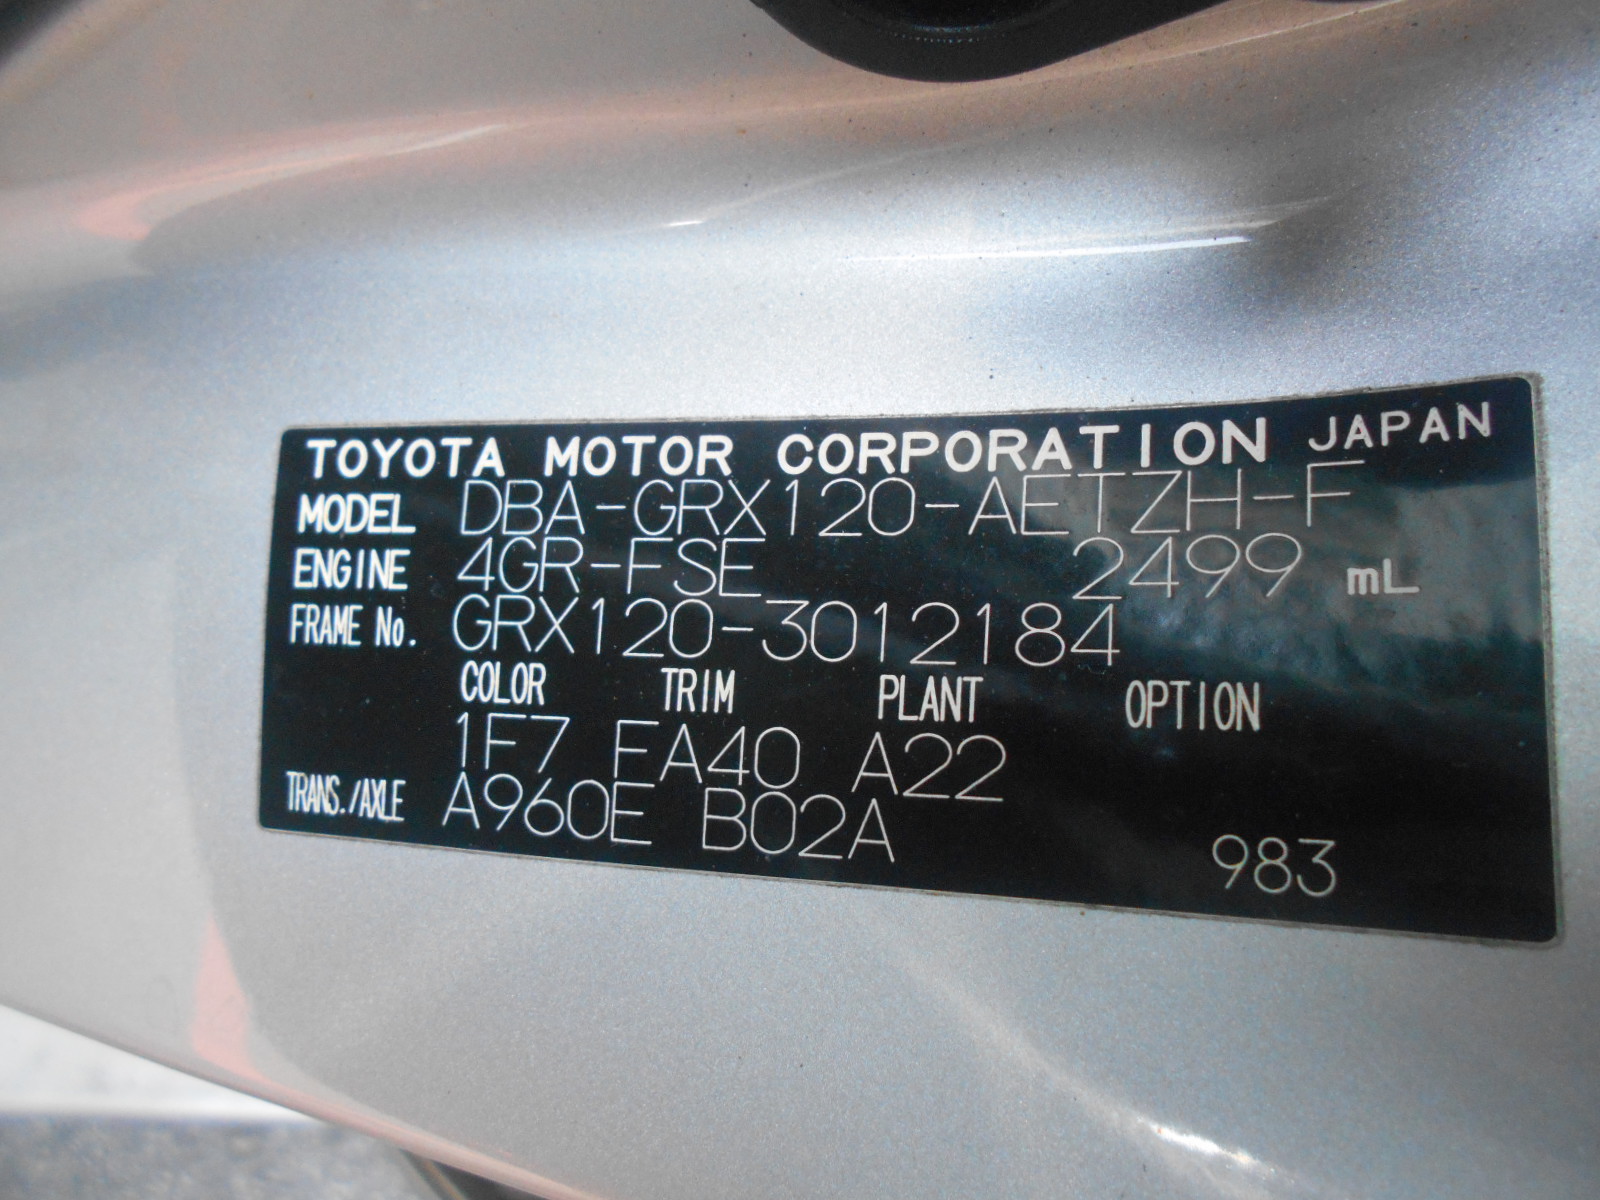 TOYOTA MOTOR CORPORATION JAPAN
MODEL DBA-GRX120-AETZH-F
ENGINE 4GR-FSE 2499 mL
FRAME No. GRX120-3012184
COLOR TRIM PLANT OPTION
1F7 FA40 A22
TRANS./AXLE A960E B02A
983